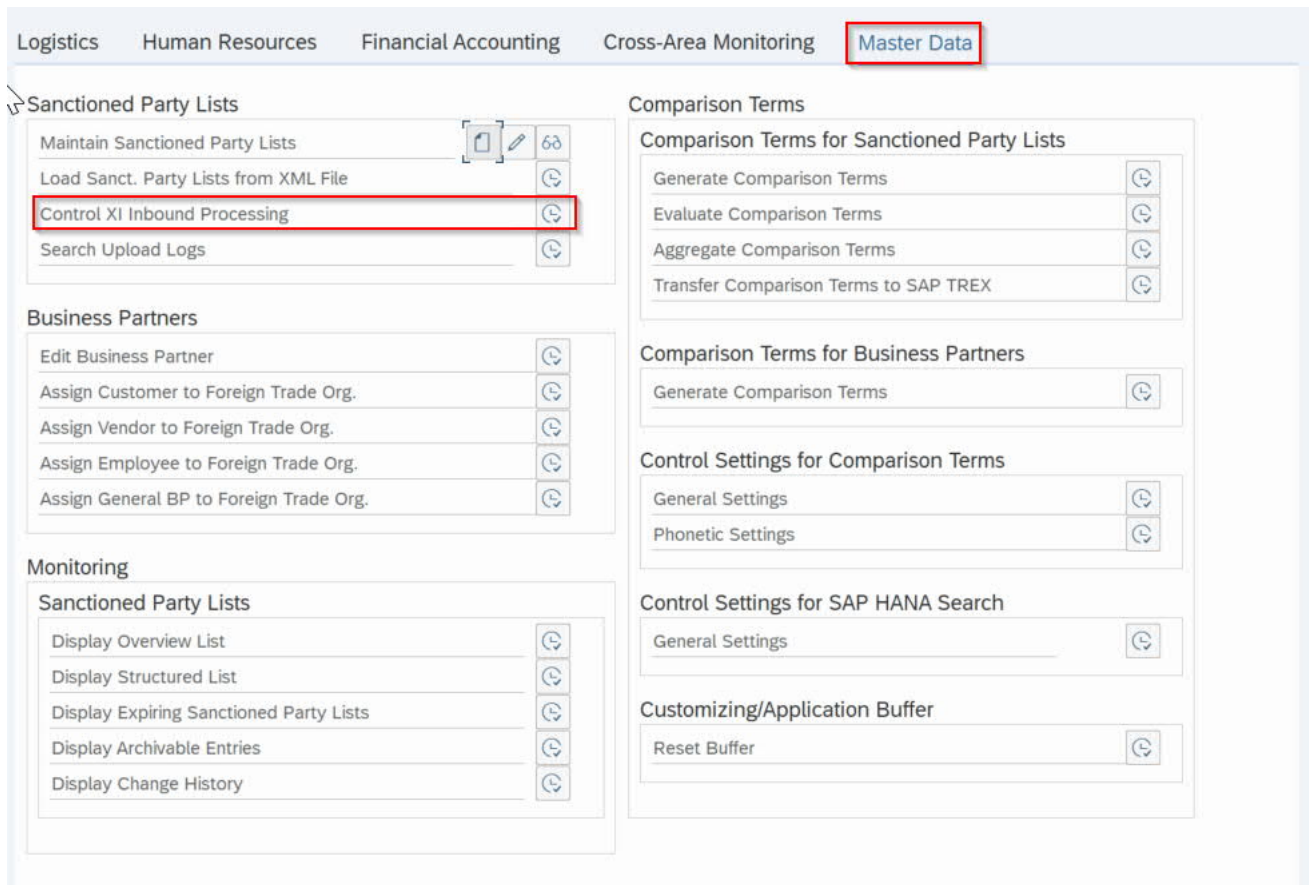 Logistics Human Resources Financial Accounting Cross-Area Monitoring Master Data
Sanctioned Party Lists
Maintain Sanctioned Party Lists
Load Sanct. Party Lists from XML File
Control XI Inbound Processing
Search Upload Logs
Business Partners
Edit Business Partner
Assign Customer to Foreign Trade Org.
Assign Vendor to Foreign Trade Org.
Assign Employee to Foreign Trade Org.
Assign General BP to Foreign Trade Org.
Monitoring
Sanctioned Party Lists
Display Overview List
Display Structured List
Display Expiring Sanctioned Party Lists
Display Archivable Entries
Display Change History
Comparison Terms
Comparison Terms for Sanctioned Party Lists
Generate Comparison Terms
Evaluate Comparison Terms
Aggregate Comparison Terms
Transfer Comparison Terms to SAP TREX
Comparison Terms for Business Partners
Generate Comparison Terms
Control Settings for Comparison Terms
General Settings
Phonetic Settings
Control Settings for SAP HANA Search
General Settings
Customizing/Application Buffer
Reset Buffer